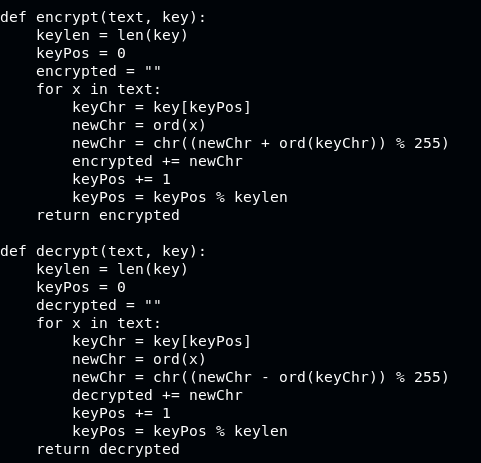 def encrypt(text, key):
    keylen = len(key)
    keyPos = 0
    encrypted = ""
    for x in text:
        keyChr = key[keyPos]
        newChr = ord(x)
        newChr = chr((newChr + ord(keyChr)) % 255)
        encrypted += newChr
        keyPos += 1
        keyPos = keyPos % keylen
    return encrypted

def decrypt(text, key):
    keylen = len(key)
    keyPos = 0
    decrypted = ""
    for x in text:
        keyChr = key[keyPos]
        newChr = ord(x)
        newChr = chr((newChr - ord(keyChr)) % 255)
        decrypted += newChr
        keyPos += 1
        keyPos = keyPos % keylen
    return decrypted